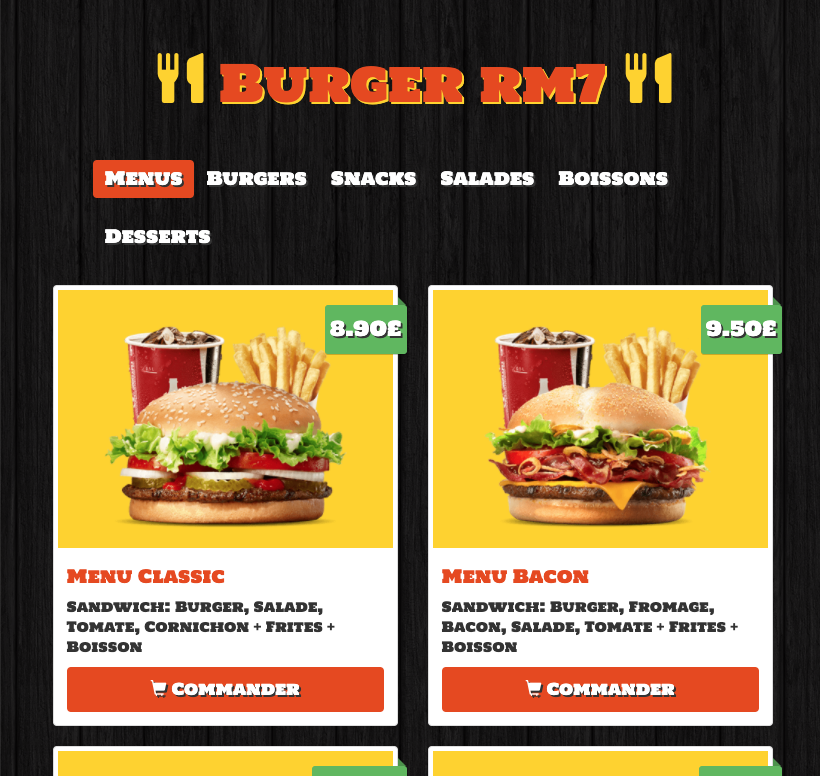 Burger rm7
Menus Burgers Snacks Salades Boissons
Desserts
8.90£ 9.50£
Menu Classic
Sandwich: Burger, Salade,
Tomate, Cornichon + Frites +
Boisson
Commander
Menu Bacon
Sandwich: Burger, Fromage,
Bacon, Salade, Tomate + Frites +
Boisson
Commander